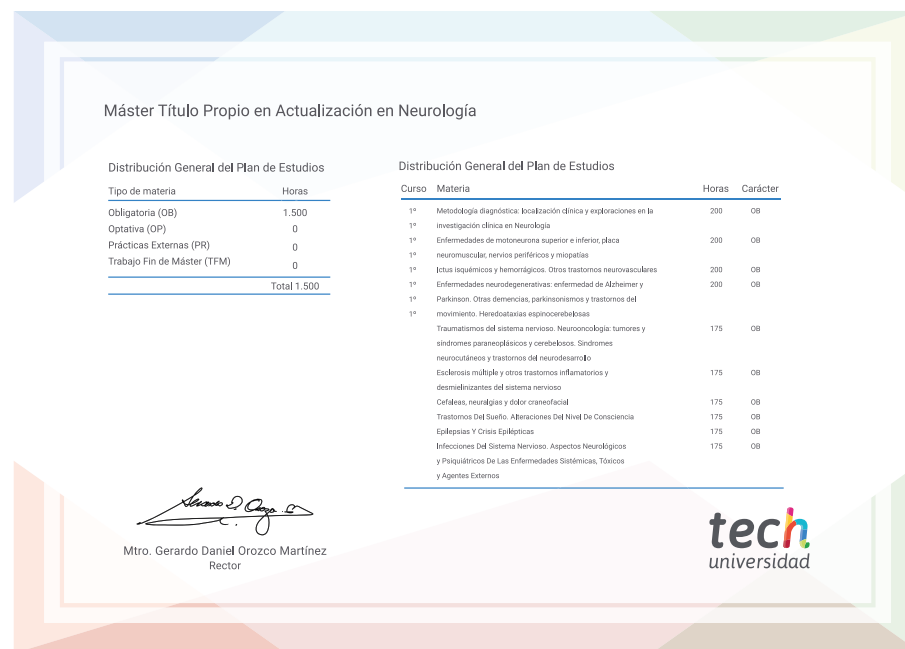 Máster Título Propio en Actualización en Neurología
Distribución General del Plan de Estudios
Tipo de materia Horas
Obligatoria (OB) 1.500
Optativa (OP) 0
Prácticas Externas (PR) 0
Trabajo Fin de Máster (TFM) 0
Total 1.500
Distribución General del Plan de Estudios
Curso Materia Horas Carácter
1º Metodología diagnóstica: localización clínica y exploraciones en la 200 OB
1º investigación clínica en Neurología
1º Enfermedades de motoneurona superior e inferior, placa 200 OB
1º neuromuscular, nervios periféricos y miopatías
1º Ictus isquémicos y hemorrágicos. Otros trastornos neurovasculares 200 OB
1º Enfermedades neurodegenerativas: enfermedad de Alzheimer y 200 OB
1º Parkinson. Otras demencias, parkinsonismos y trastornos del
1º movimiento. Heredoataxias espinocerebelosas
Traumatismos del sistema nervioso. Neurooncología: tumores y 175 OB
síndromes paraneoplásicos y cerebelosos. Síndromes
neurocutáneos y trastornos del neurodesarrollo
Esclerosis múltiple y otros trastornos inflamatorios y 175 OB
desmielinizantes del sistema nervioso
Cefaleas, neuralgias y dolor craneofacial 175 OB
Trastornos Del Sueño. Alteraciones Del Nivel De Consciencia 175 OB
Epilepsias Y Crisis Epilépticas 175 OB
Infecciones Del Sistema Nervioso. Aspectos Neurológicos 175 OB
y Psiquiátricos De Las Enfermedades Sistémicas, Tóxicos
y Agentes Externos
Mtro. Gerardo Daniel Orozco Martínez
Rector
tech
universidad